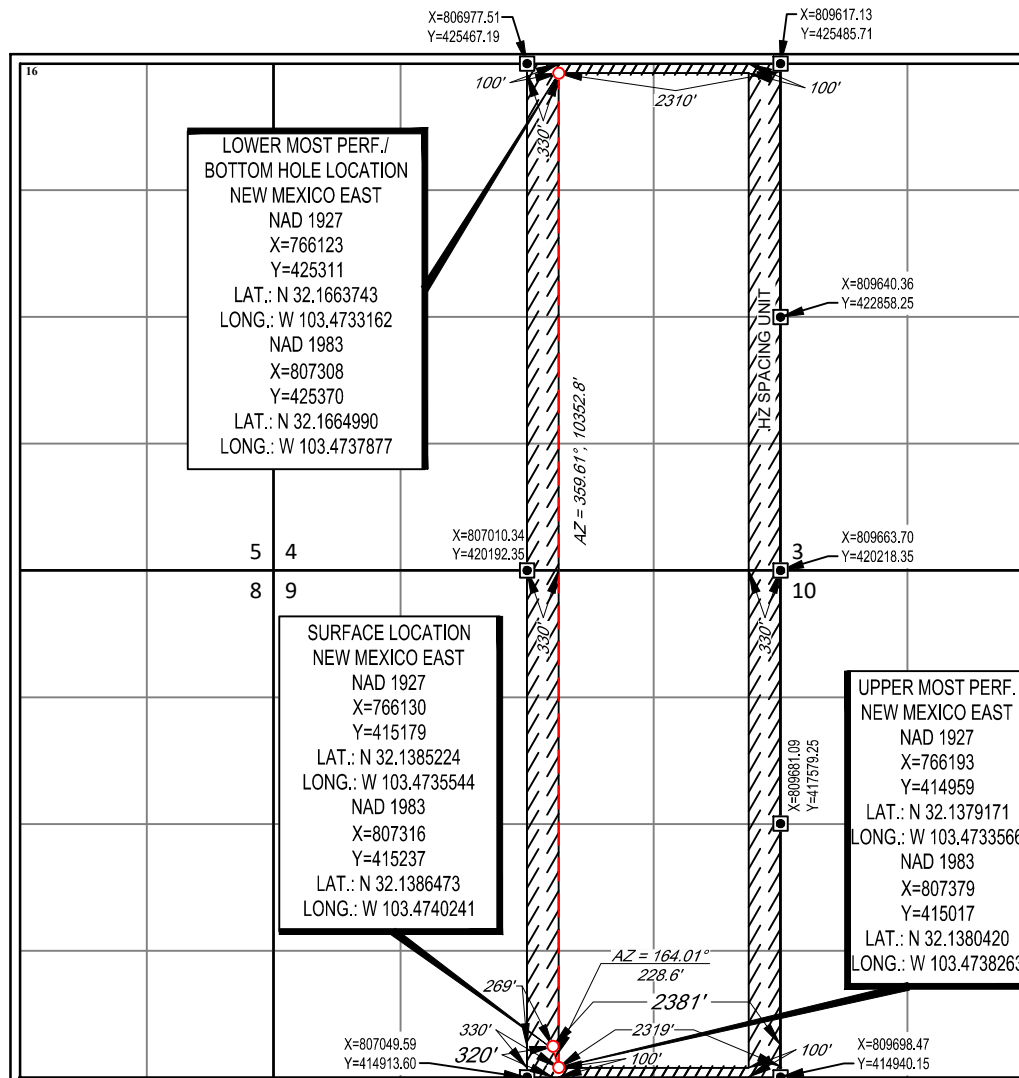 X=806977.51
Y=425467.19
X=809617.13
Y=425485.71
16
100'
2310'
100'
330'
LOWER MOST PERF./
BOTTOM HOLE LOCATION
NEW MEXICO EAST
NAD 1927
X=766123
Y=425311
LAT.: N 32.1663743
LONG.: W 103.4733162
NAD 1983
X=807308
Y=425370
LAT.: N 32.1664990
LONG.: W 103.4737877
X=809640.36
Y=422858.25
HZ SPACING UNIT
AZ = 359.61°, 10352.8'
X=807010.34
Y=420192.35
X=809663.70
Y=420218.35
5 4
3
8 9
10
330'
330'
SURFACE LOCATION
NEW MEXICO EAST
NAD 1927
X=766130
Y=415179
LAT.: N 32.1385224
LONG.: W 103.4735544
NAD 1983
X=807316
Y=415237
LAT.: N 32.1386473
LONG.: W 103.4740241
X=809681.09
Y=417579.25
UPPER MOST PERF.
NEW MEXICO EAST
NAD 1927
X=766193
Y=414959
LAT.: N 32.1379171
LONG.: W 103.4733566
NAD 1983
X=807379
Y=415017
LAT.: N 32.1380420
LONG.: W 103.4738263
AZ = 164.01°
228.6'
269'
2381'
330'
2319'
320'
100'
100'
X=807049.59
Y=414913.60
X=809698.47
Y=414940.15